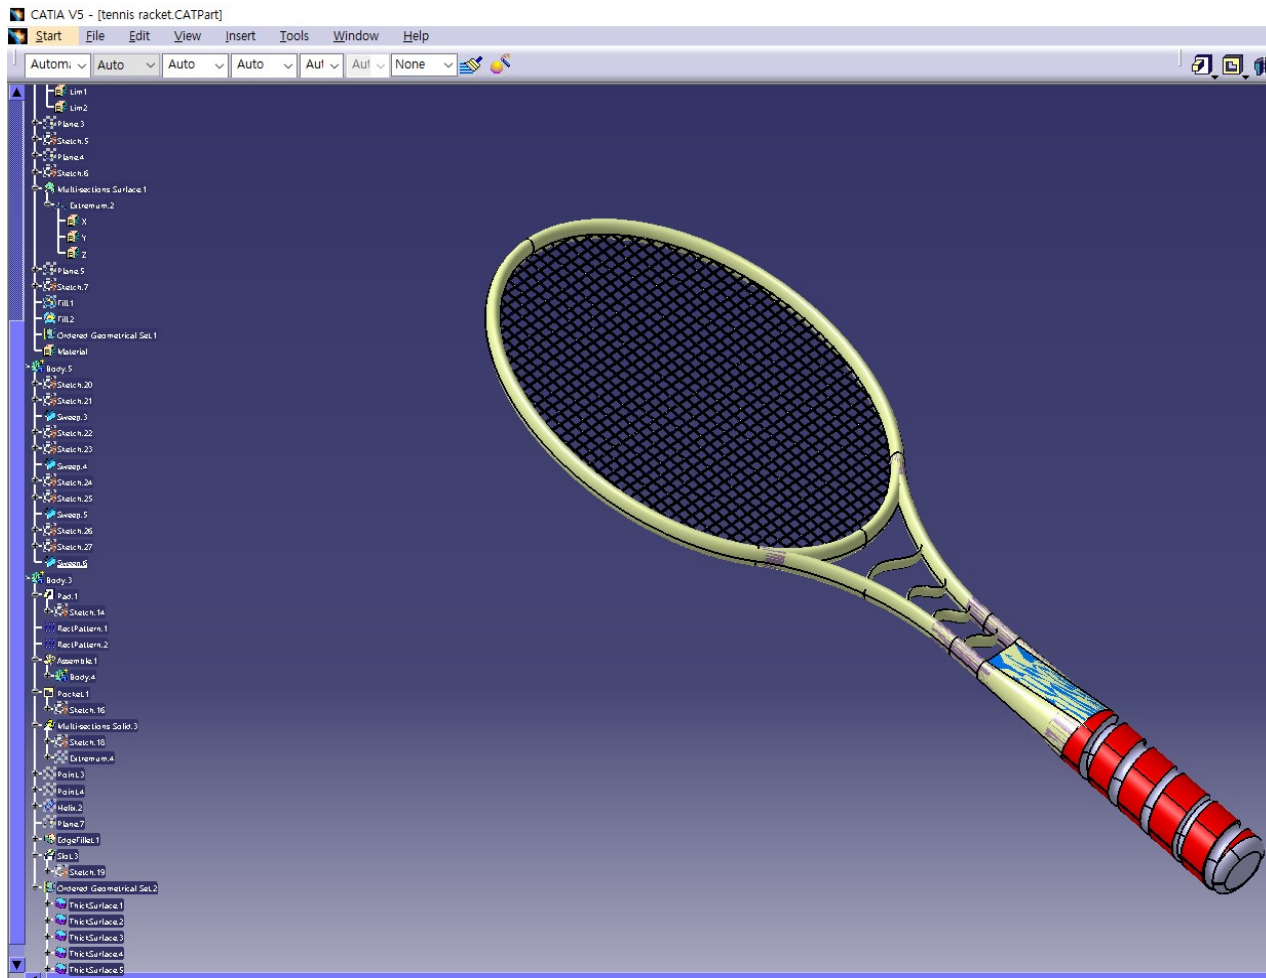 CATIA V5 - [tennis racket.CATPart]
Start File Edit View Insert Tools Window Help
Automa Auto Auto Auto Aut Aut None
Lim1
Lim2
Plane.3
Sketch.5
Plane.4
Sketch.6
Multi-sections Surface.1
Extremum.2
X
Y
Z
Plane.5
Sketch.7
Fill.1
Fill.2
Ordered Geometrical Set.1
Material
Body.5
Sketch.20
Sketch.21
Sweep.3
Sketch.22
Sketch.23
Sweep.4
Sketch.24
Sketch.25
Sweep.5
Sketch.26
Sketch.27
Sweep.6
Body.3
Pad.1
Sketch.14
RectPattern.1
RectPattern.2
Assemble.1
Body.4
Pocket.1
Sketch.16
Multi-sections Solid.3
Sketch.18
Extremum.4
Point.3
Point.4
Helix.2
Plane.7
EdgeFillet.1
Slot.3
Sketch.19
Ordered Geometrical Set.2
ThickSurface.1
ThickSurface.2
ThickSurface.3
ThickSurface.4
ThickSurface.5